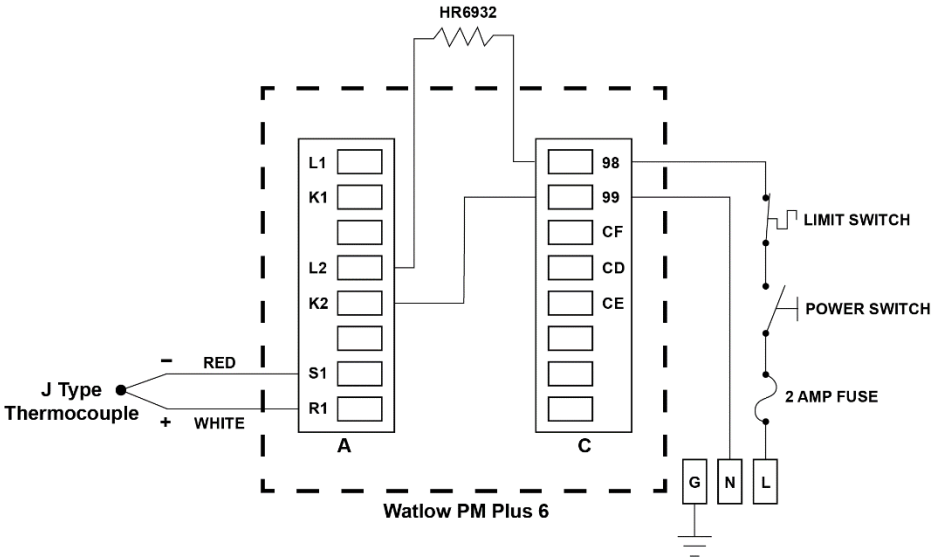 HR6932
L1
K1
L2
K2
S1
R1
A
98
99
CF
CD
CE
C
LIMIT SWITCH
POWER SWITCH
2 AMP FUSE
G
N
L
− RED
J Type
Thermocouple
+ WHITE
Watlow PM Plus 6